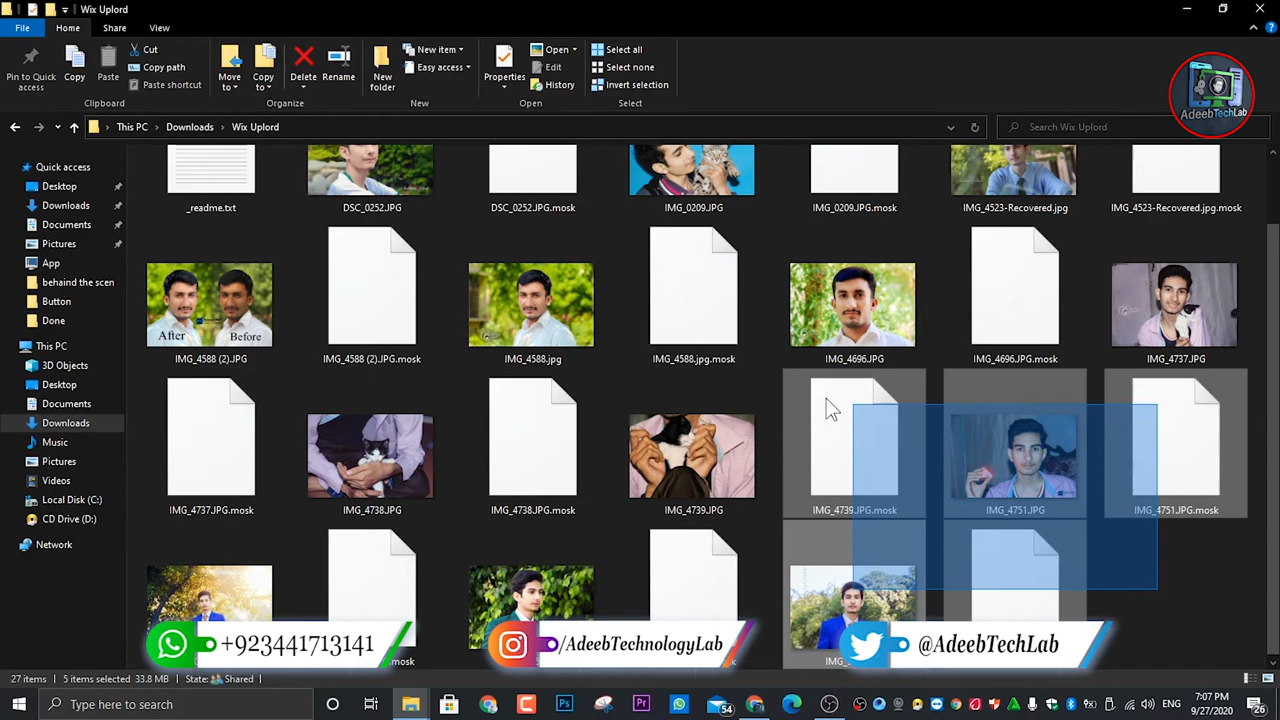 Wix Uplord
File
Home
Share
View
Pin to Quick access
Copy
Paste
Cut
Copy path
Paste shortcut
Clipboard
Move to
Copy to
Delete
Rename
Organize
New folder
New item
Easy access
New
Properties
Open
Edit
History
Open
Select all
Select none
Invert selection
Select
AdeebTechLab
This PC
Downloads
Wix Uplord
Search Wix Uplord
Quick access
Desktop
Downloads
Documents
Pictures
App
behaind the scen
Button
Done
This PC
3D Objects
Desktop
Documents
Downloads
Music
Pictures
Videos
Local Disk (C:)
CD Drive (D:)
Network
_readme.txt
DSC_0252.JPG
DSC_0252.JPG.mosk
IMG_0209.JPG
IMG_0209.JPG.mosk
IMG_4523-Recovered.jpg
IMG_4523-Recovered.jpg.mosk
After
Before
IMG_4588 (2).JPG
IMG_4588 (2).JPG.mosk
IMG_4588.jpg
IMG_4588.jpg.mosk
IMG_4696.JPG
IMG_4696.JPG.mosk
IMG_4737.JPG
IMG_4737.JPG.mosk
IMG_4738.JPG
IMG_4738.JPG.mosk
IMG_4739.JPG
IMG_4739.JPG.mosk
IMG_4751.JPG
IMG_4751.JPG.mosk
+923441713141
/AdeebTechnologyLab
@AdeebTechLab
27 items
5 items selected
33.8 MB
State:
Shared
Type here to search
54
ENG
7:07 PM
9/27/2020
26